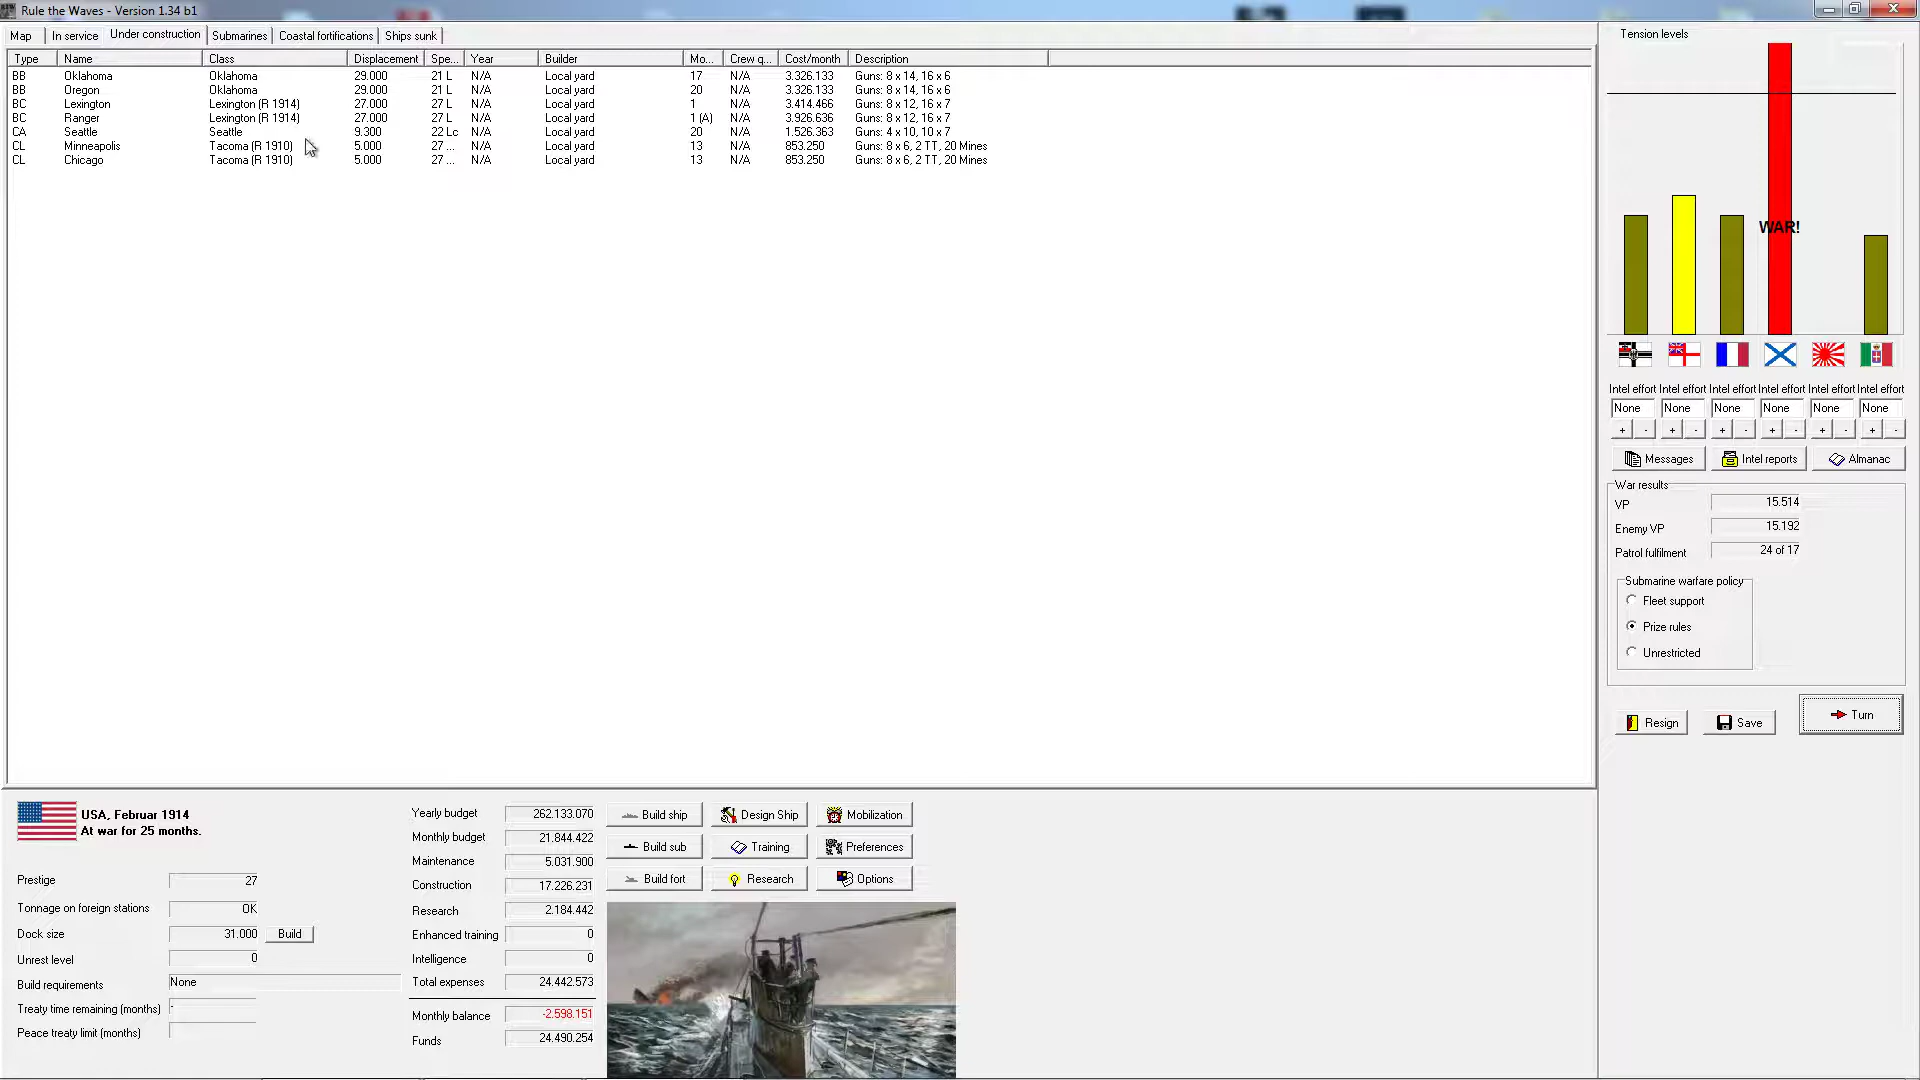 Rule the Waves - Version 1.34 b1
Map In service Under construction Submarines Coastal fortifications Ships sunk
Type Name Class Displacement Spe... Year Builder Mo... Crew q... Cost/month Description
BB Oklahoma Oklahoma 29.000 21 L N/A Local yard 17 N/A 3.326.133 Guns: 8 x 14, 16 x 6
BB Oregon Oklahoma 29.000 21 L N/A Local yard 20 N/A 3.326.133 Guns: 8 x 14, 16 x 6
BC Lexington Lexington (R 1914) 27.000 27 L N/A Local yard 1 N/A 3.414.466 Guns: 8 x 12, 16 x 7
BC Ranger Lexington (R 1914) 27.000 27 L N/A Local yard 1 (A) N/A 3.926.636 Guns: 8 x 12, 16 x 7
CA Seattle Seattle 9.300 22 Lc N/A Local yard 20 N/A 1.526.363 Guns: 4 x 10, 10 x 7
CL Minneapolis Tacoma (R 1910) 5.000 27 ... N/A Local yard 13 N/A 853.250 Guns: 8 x 6, 2 TT, 20 Mines
CL Chicago Tacoma (R 1910) 5.000 27 ... N/A Local yard 13 N/A 853.250 Guns: 8 x 6, 2 TT, 20 Mines
Tension levels
WAR!
Intel effort Intel effort Intel effort Intel effort Intel effort Intel effort
None None None None None None
+ - + - + - + - + - + -
Messages Intel reports Almanac
War results
VP 15.514
Enemy VP 15.192
Patrol fulfilment 24 of 17
Submarine warfare policy
Fleet support
Prize rules
Unrestricted
Resign Save Turn
USA, Februar 1914
At war for 25 months.
Prestige 27
Tonnage on foreign stations OK
Dock size 31.000 Build
Unrest level 0
Build requirements None
Treaty time remaining (months) -
Peace treaty limit (months)
Yearly budget 262.133.070
Monthly budget 21.844.422
Maintenance 5.031.900
Construction 17.226.231
Research 2.184.442
Enhanced training 0
Intelligence 0
Total expenses 24.442.573
Monthly balance -2.598.151
Funds 24.490.254
Build ship Design Ship Mobilization
Build sub Training Preferences
Build fort Research Options